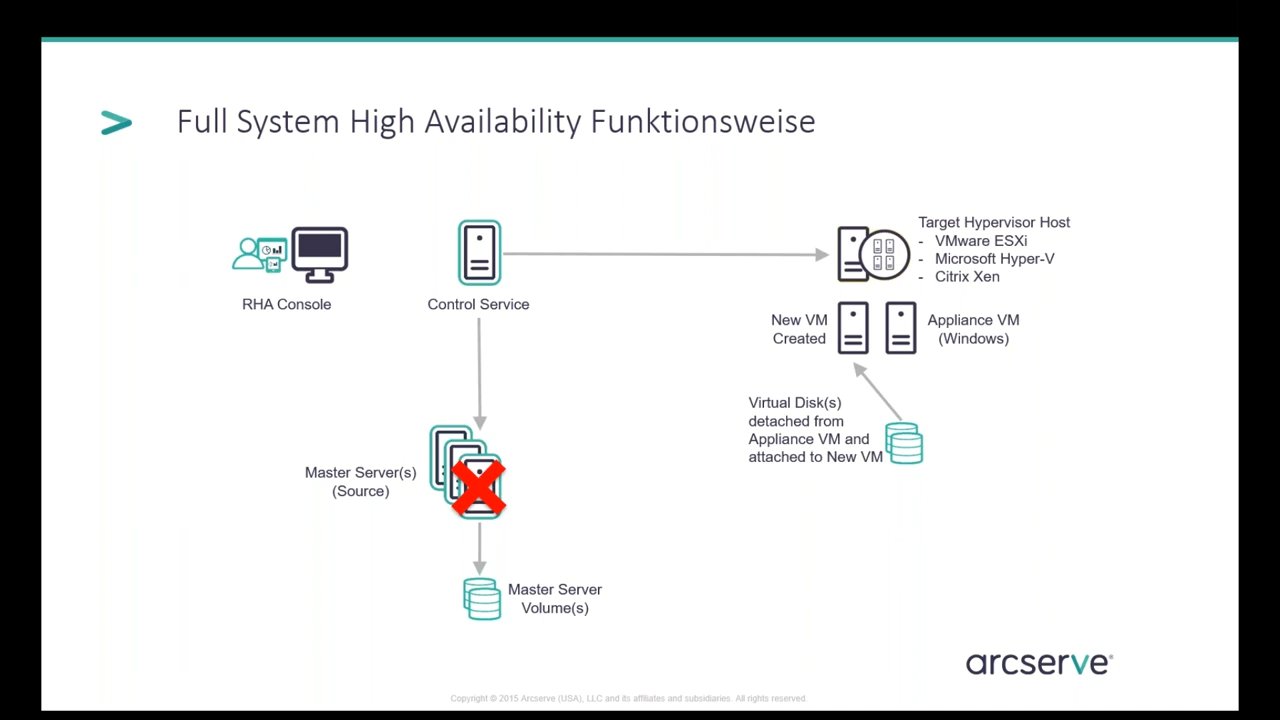 Full System High Availability Funktionsweise
Target Hypervisor Host
- VMware ESXi
- Microsoft Hyper-V
- Citrix Xen
RHA Console
Control Service
New VM
Created
Appliance VM
(Windows)
Virtual Disk(s)
detached from
Appliance VM and
attached to New VM
Master Server(s)
(Source)
Master Server
Volume(s)
arcserve®
Copyright © 2015 Arcserve (USA), LLC and its affiliates and subsidiaries. All rights reserved.